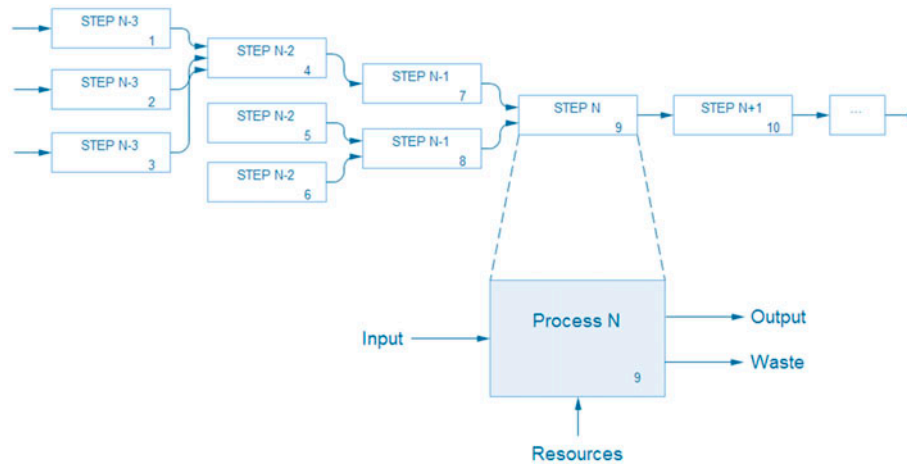 STEP N-3
1
STEP N-3
2
STEP N-3
3
STEP N-2
4
STEP N-2
5
STEP N-2
6
STEP N-1
7
STEP N-1
8
STEP N
9
STEP N+1
10
...
Process N
9
Input
Output
Waste
Resources